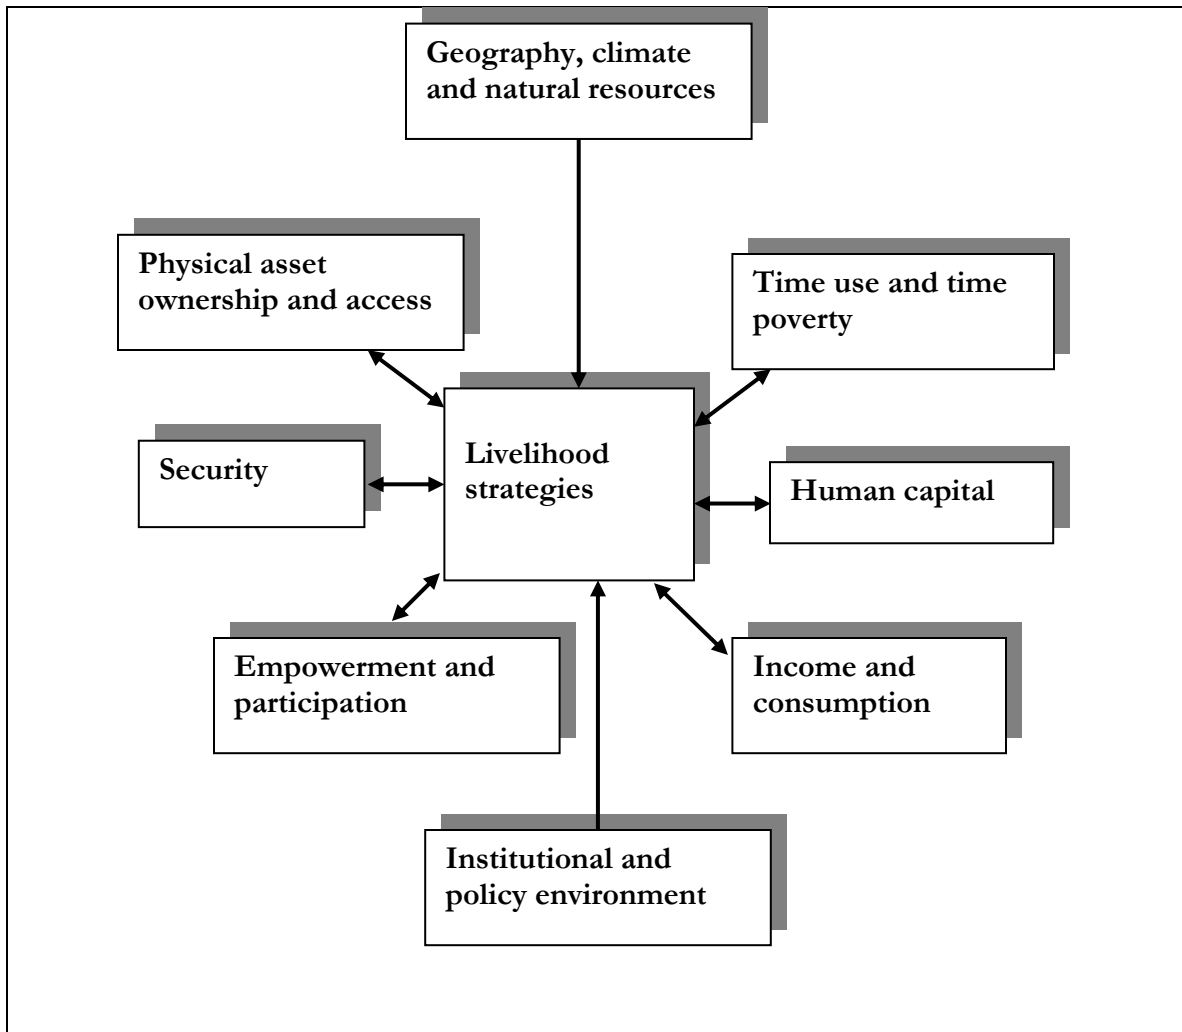 Geography, climate
and natural resources
Physical asset
ownership and access
Time use and time
poverty
Security
Livelihood
strategies
Human capital
Empowerment and
participation
Income and
consumption
Institutional and
policy environment